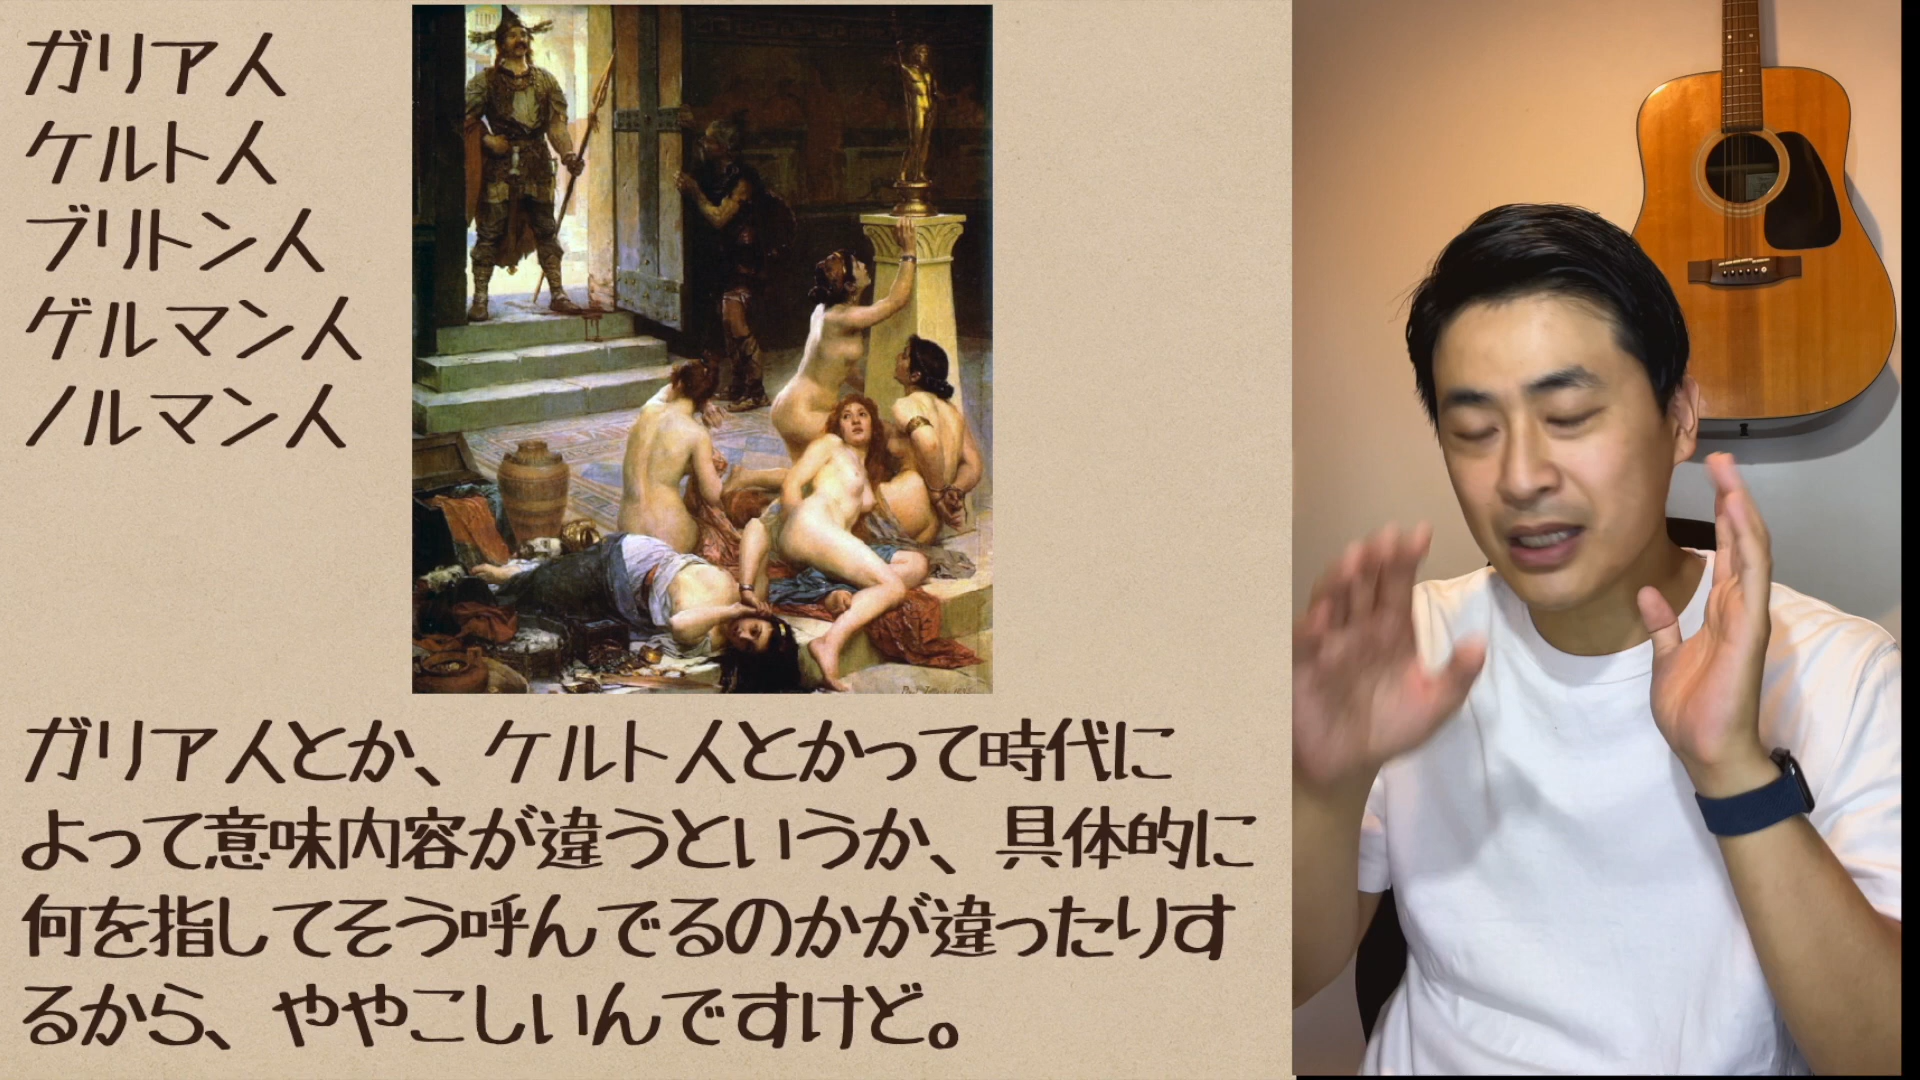 ガリア人
ケルト人
ブリトン人
ゲルマン人
ノルマン人
ガリア人とか、ケルト人とかって時代に
よって意味内容が違うというか、具体的に
何を指してそう呼んでるのかが違ったりす
るから、ややこしいんですけど。